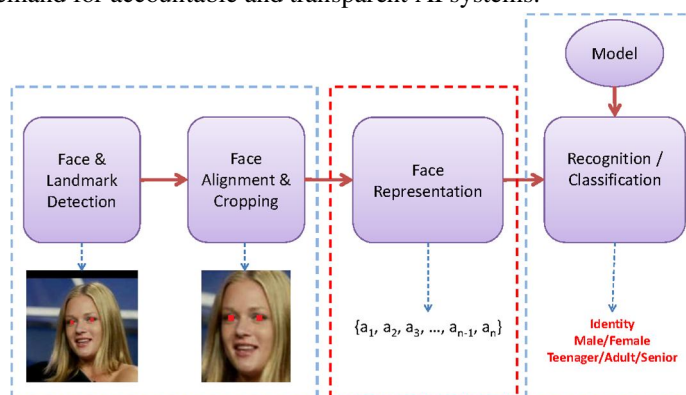 emand for accountable and transparent AI systems.
Model
Face &
Landmark
Detection
Face
Alignment &
Cropping
Face
Representation
Recognition /
Classification
{a₁, a₂, a₃, ..., aₙ₋₁, aₙ}
Identity
Male/Female
Teenager/Adult/Senior